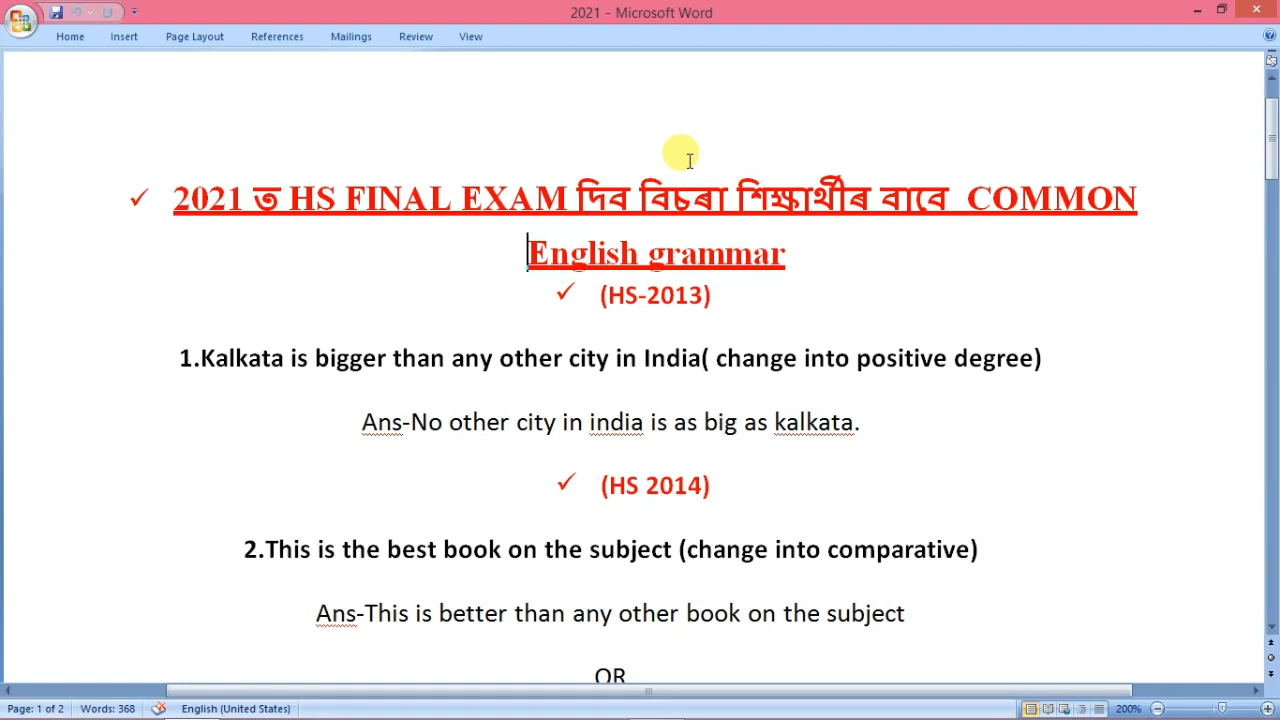 2021 - Microsoft Word
Home Insert Page Layout References Mailings Review View
✓ 2021 ত HS FINAL EXAM দিব বিচৰা শিক্ষাৰ্থীৰ বাবে COMMON
English grammar
✓ (HS-2013)
1.Kalkata is bigger than any other city in India( change into positive degree)
Ans-No other city in india is as big as kalkata.
✓ (HS 2014)
2.This is the best book on the subject (change into comparative)
Ans-This is better than any other book on the subject
OR
Page: 1 of 2 Words: 368 English (United States) 200%